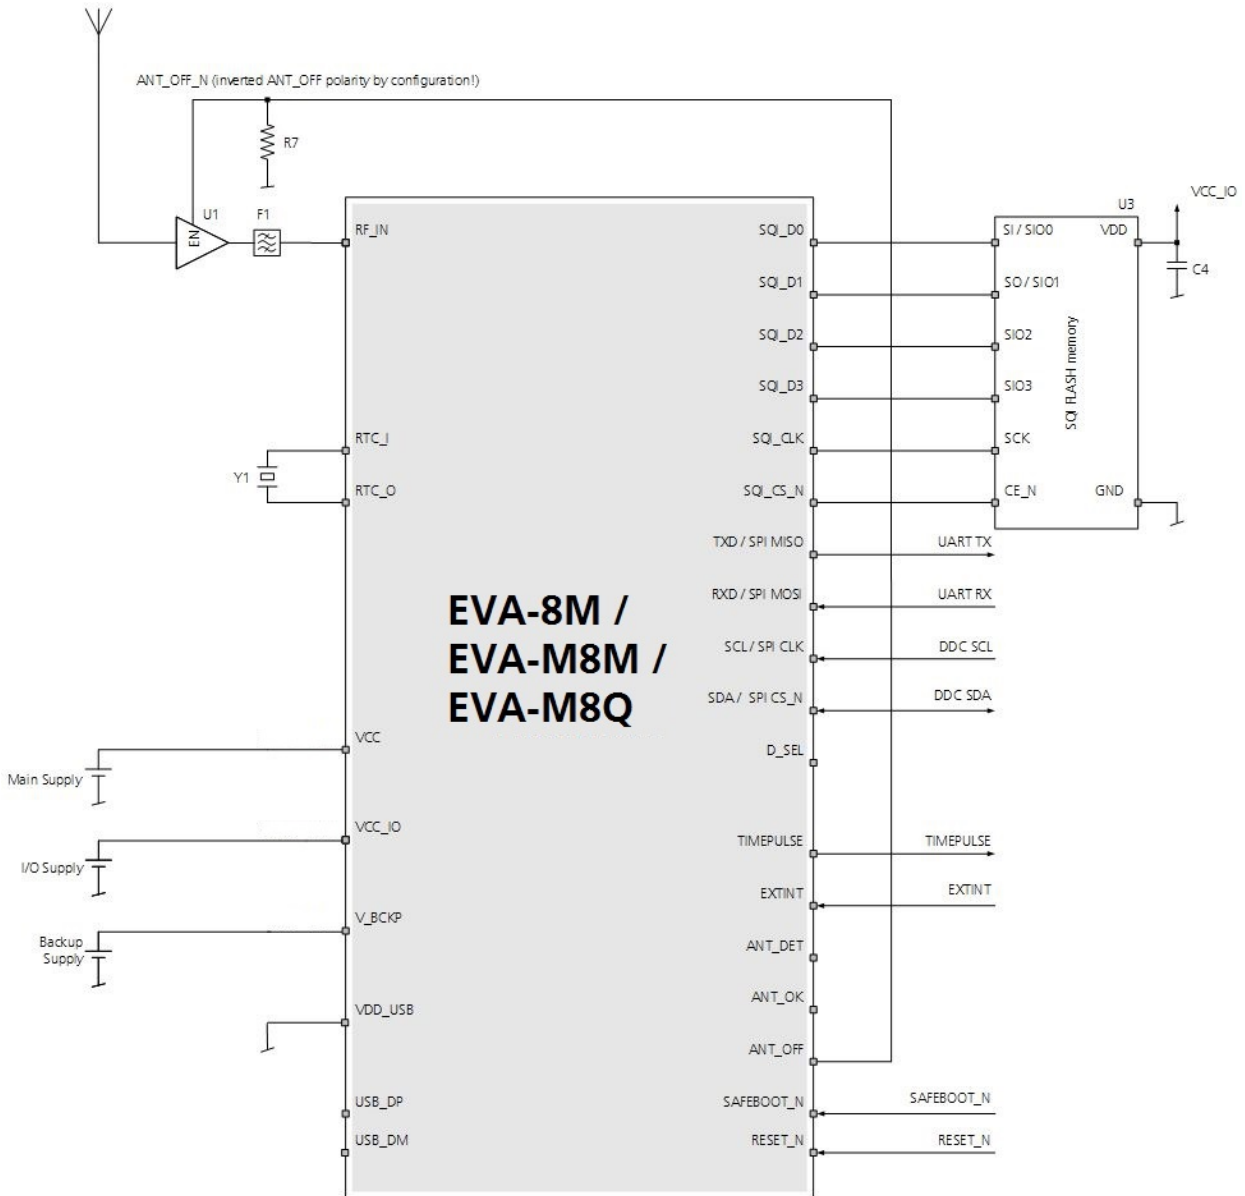 ANT_OFF_N (inverted ANT_OFF polarity by configuration!)
R7
U1
F1
EN
RF_IN
SQI_D0
SI / SIO0
VDD
U3
VCC_IO
C4
SQI_D1
SO / SIO1
SQI_D2
SIO2
SQI FLASH memory
SQI_D3
SIO3
RTC_I
SQI_CLK
SCK
Y1
RTC_O
SQI_CS_N
CE_N
GND
TXD / SPI MISO
UART TX
RXD / SPI MOSI
UART RX
EVA-8M /
EVA-M8M /
EVA-M8Q
SCL / SPI CLK
DDC SCL
SDA / SPI CS_N
DDC SDA
VCC
D_SEL
Main Supply
VCC_IO
TIMEPULSE
TIMEPULSE
I/O Supply
EXTINT
EXTINT
V_BCKP
Backup
Supply
ANT_DET
ANT_OK
VDD_USB
ANT_OFF
USB_DP
SAFEBOOT_N
SAFEBOOT_N
USB_DM
RESET_N
RESET_N